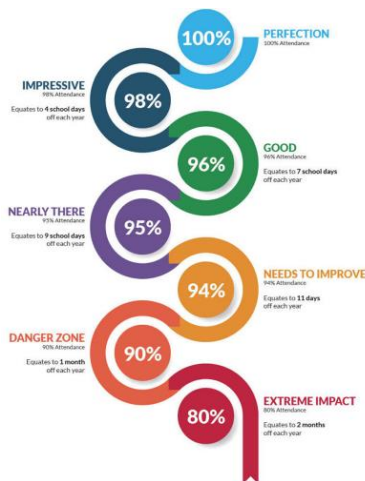 100%
PERFECTION
100% Attendance
IMPRESSIVE
98% Attendance
Equates to 4 school days
off each year
98%
96%
GOOD
96% Attendance
Equates to 7 school days
off each year
NEARLY THERE
95% Attendance
Equates to 9 school days
off each year
95%
94%
NEEDS TO IMPROVE
94% Attendance
Equates to 11 days
off each year
DANGER ZONE
90% Attendance
Equates to 1 month
off each year
90%
80%
EXTREME IMPACT
80% Attendance
Equates to 2 months
off each year